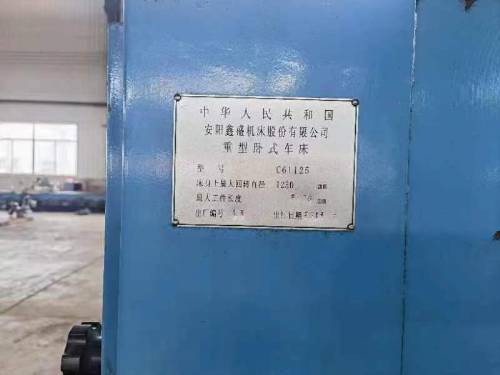 中华人民共和国
安阳鑫盛机床股份有限公司
重型卧式车床
型号 C61125
床身上最大回转直径 1250
最大工件长度
出厂编号 出厂日期